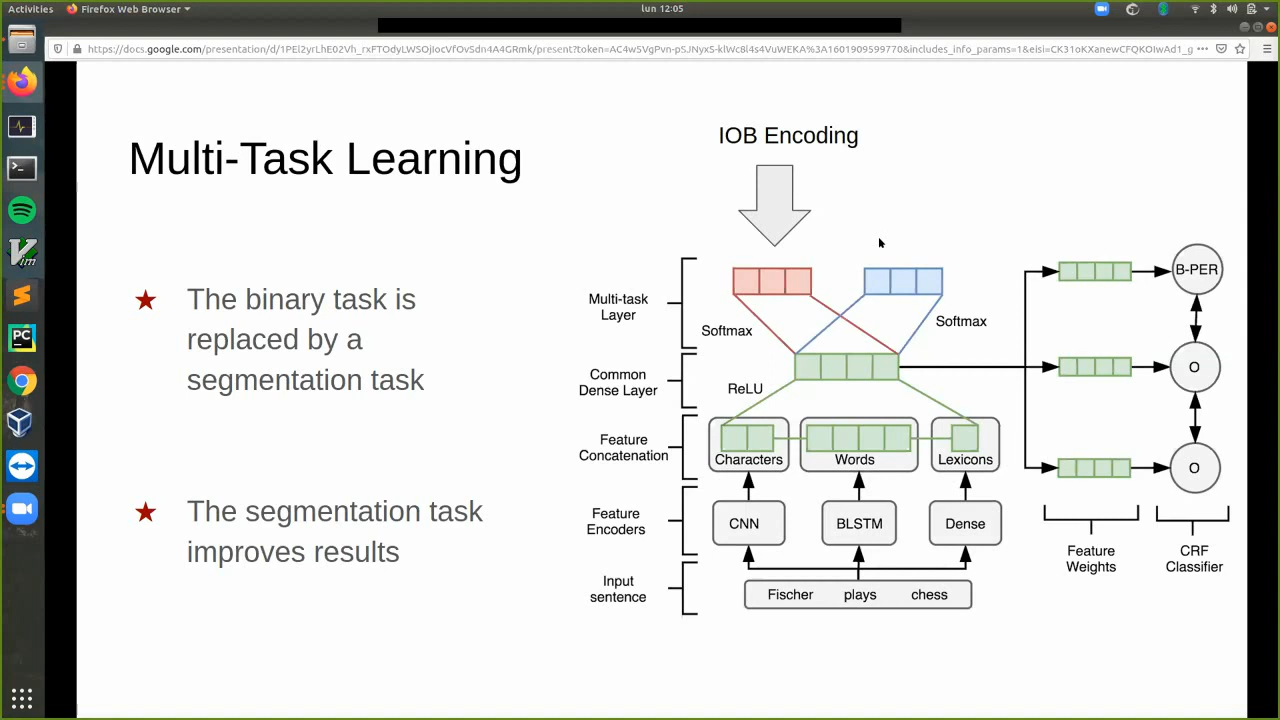 Activities
Firefox Web Browser
lun 12:05
Multi-Task Learning
★ The binary task is
replaced by a
segmentation task
★ The segmentation task
improves results
IOB Encoding
Multi-task
Layer
Softmax
Softmax
Common
Dense Layer
ReLU
Feature
Concatenation
Characters
Words
Lexicons
Feature
Encoders
CNN
BLSTM
Dense
Input
sentence
Fischer plays chess
B-PER
O
O
Feature
Weights
CRF
Classifier
Vim
PC